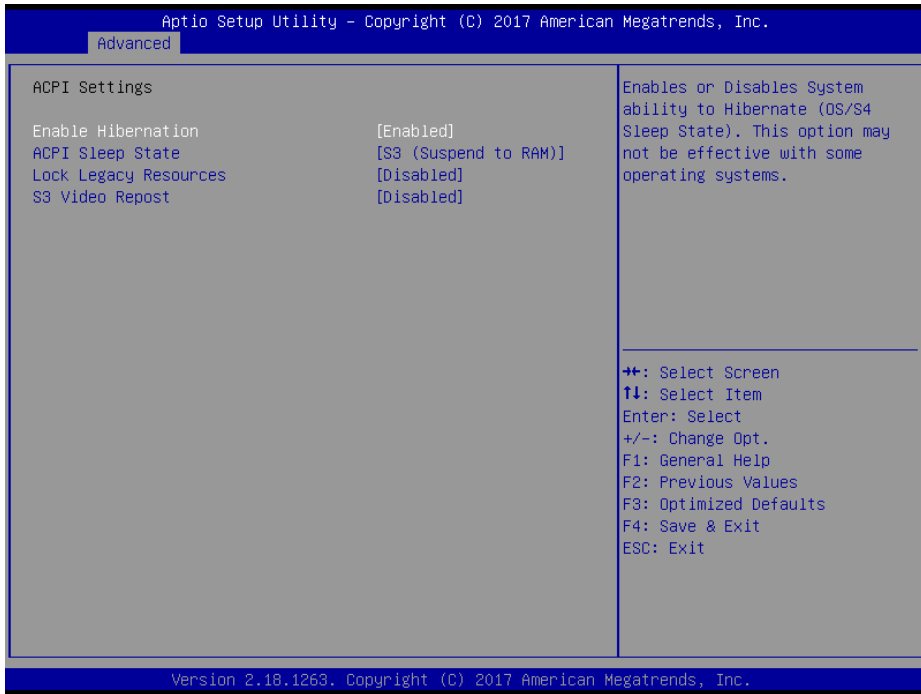 Aptio Setup Utility – Copyright (C) 2017 American Megatrends, Inc.
Advanced
ACPI Settings
Enable Hibernation [Enabled]
ACPI Sleep State [S3 (Suspend to RAM)]
Lock Legacy Resources [Disabled]
S3 Video Repost [Disabled]
Enables or Disables System
ability to Hibernate (OS/S4
Sleep State). This option may
not be effective with some
operating systems.
→←: Select Screen
↑↓: Select Item
Enter: Select
+/-: Change Opt.
F1: General Help
F2: Previous Values
F3: Optimized Defaults
F4: Save & Exit
ESC: Exit
Version 2.18.1263. Copyright (C) 2017 American Megatrends, Inc.